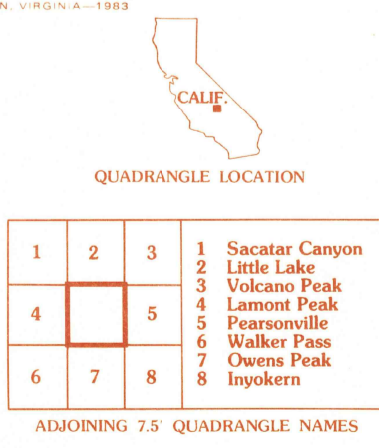 N, VIRGINIA—1983
CALIF.
QUADRANGLE LOCATION
1 2 3
4 5
6 7 8
1 Sacatar Canyon
2 Little Lake
3 Volcano Peak
4 Lamont Peak
5 Pearsonville
6 Walker Pass
7 Owens Peak
8 Inyokern
ADJOINING 7.5' QUADRANGLE NAMES